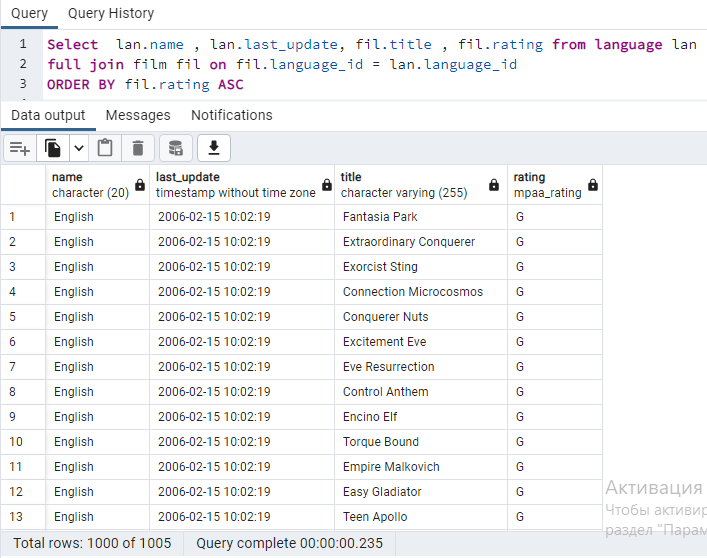 Query Query History
1 Select lan.name , lan.last_update, fil.title , fil.rating from language lan
2 full join film fil on fil.language_id = lan.language_id
3 ORDER BY fil.rating ASC
Data output Messages Notifications
name last_update title rating
character (20) timestamp without time zone character varying (255) mpaa_rating
1 English 2006-02-15 10:02:19 Fantasia Park G
2 English 2006-02-15 10:02:19 Extraordinary Conquerer G
3 English 2006-02-15 10:02:19 Exorcist Sting G
4 English 2006-02-15 10:02:19 Connection Microcosmos G
5 English 2006-02-15 10:02:19 Conquerer Nuts G
6 English 2006-02-15 10:02:19 Excitement Eve G
7 English 2006-02-15 10:02:19 Eve Resurrection G
8 English 2006-02-15 10:02:19 Control Anthem G
9 English 2006-02-15 10:02:19 Encino Elf G
10 English 2006-02-15 10:02:19 Torque Bound G
11 English 2006-02-15 10:02:19 Empire Malkovich G
12 English 2006-02-15 10:02:19 Easy Gladiator G
13 English 2006-02-15 10:02:19 Teen Apollo G
Активация
Чтобы активир
раздел "Парам
Total rows: 1000 of 1005 Query complete 00:00:00.235